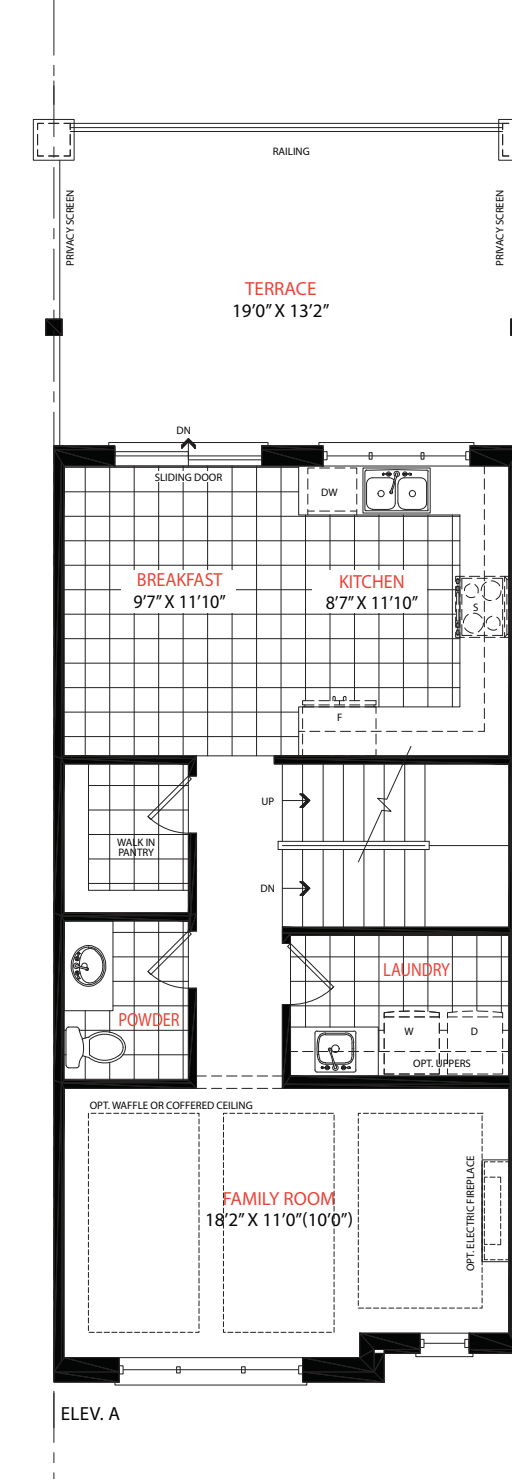 RAILING
PRIVACY SCREEN
PRIVACY SCREEN
TERRACE
19'0" X 13'2"
DN
SLIDING DOOR
DW
BREAKFAST
9'7" X 11'10"
KITCHEN
8'7" X 11'10"
S
F
UP
WALK IN
PANTRY
DN
LAUNDRY
POWDER
W
D
OPT. UPPERS
OPT. WAFFLE OR COFFERED CEILING
FAMILY ROOM
18'2" X 11'0"(10'0")
OPT. ELECTRIC FIREPLACE
ELEV. A